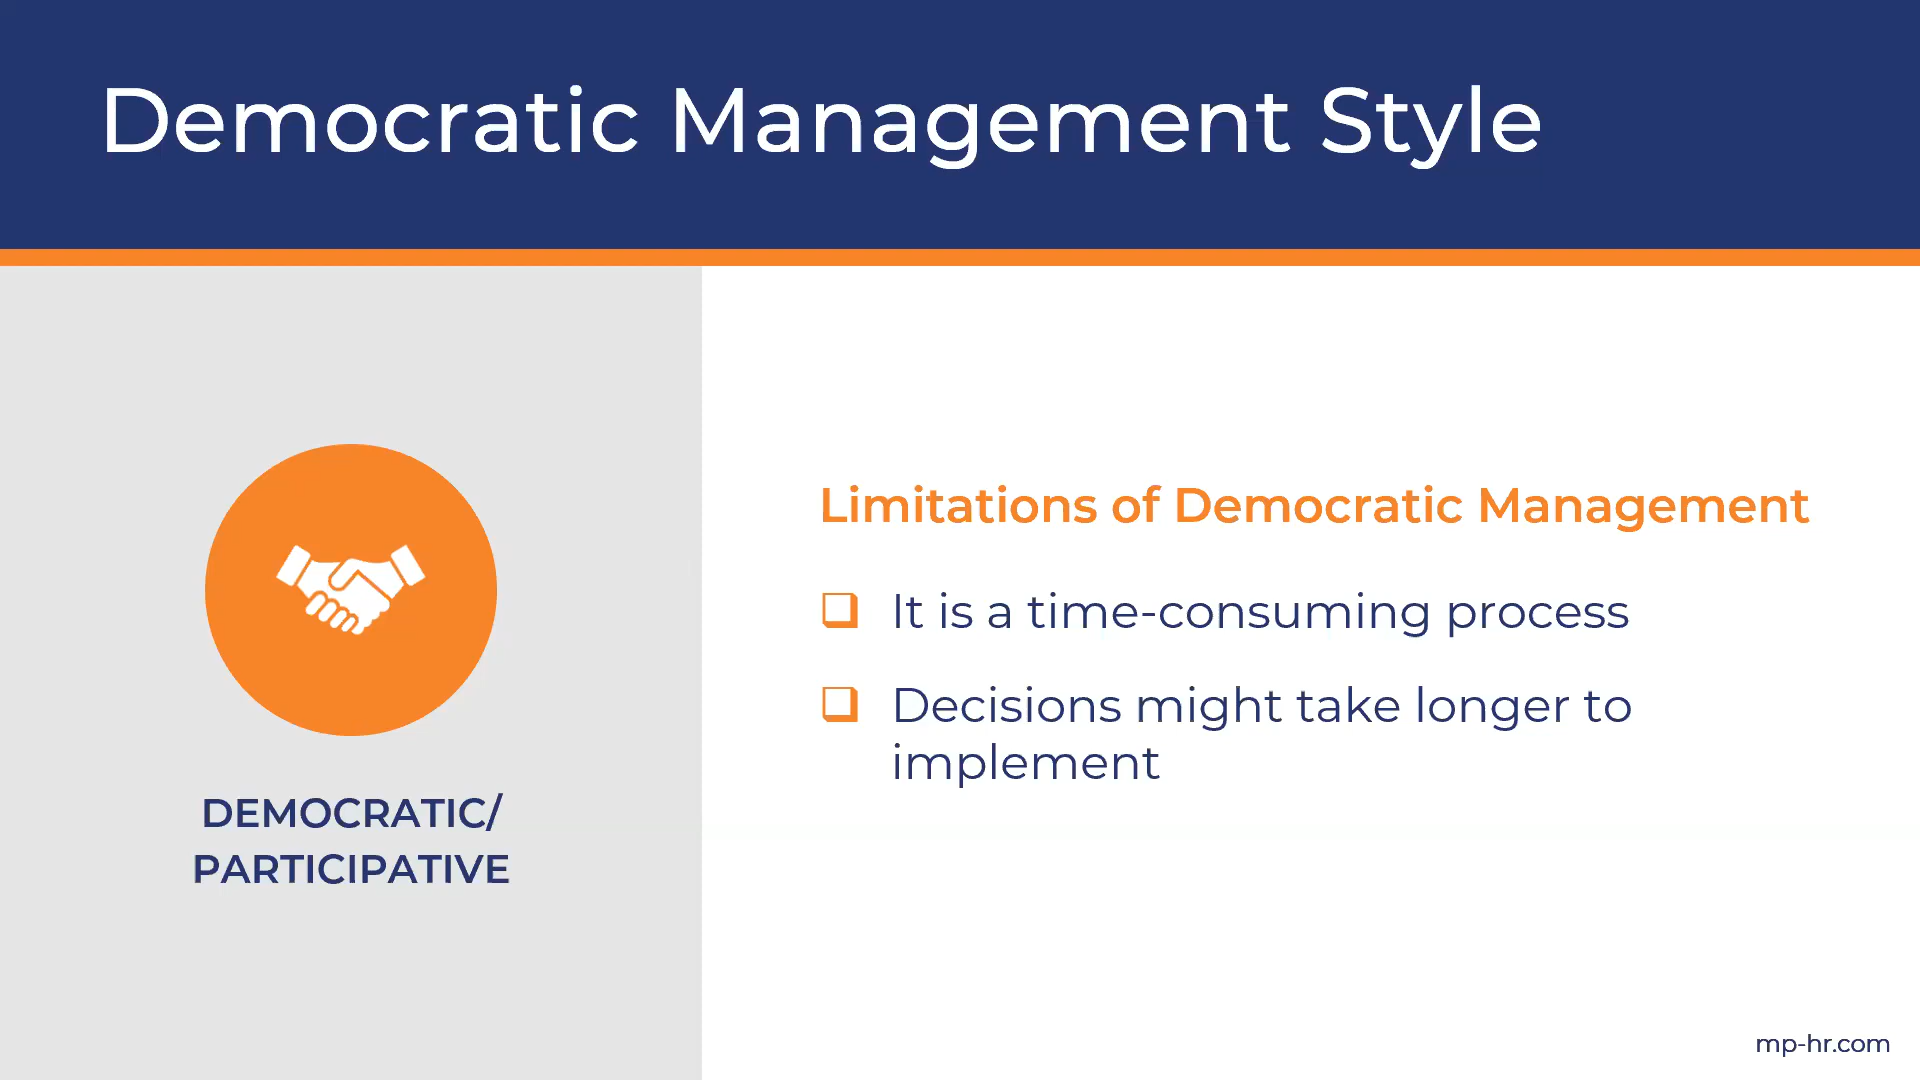 Democratic Management Style
DEMOCRATIC/
PARTICIPATIVE
Limitations of Democratic Management
It is a time-consuming process
Decisions might take longer to
implement
mp-hr.com